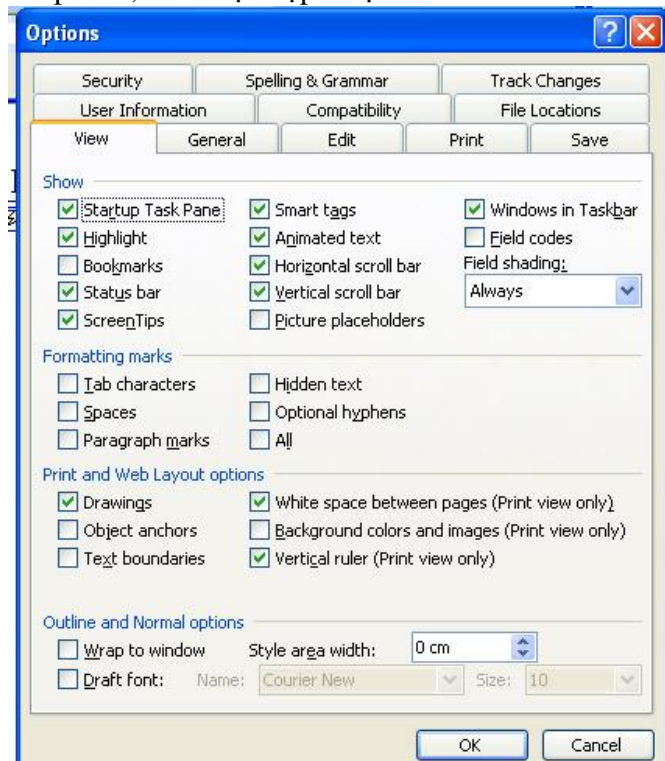 Options
Security Spelling & Grammar Track Changes
User Information Compatibility File Locations
View General Edit Print Save
Show
Startup Task Pane Smart tags Windows in Taskbar
Highlight Animated text Field codes
Bookmarks Horizontal scroll bar Field shading:
Status bar Vertical scroll bar Always
ScreenTips Picture placeholders
Formatting marks
Tab characters Hidden text
Spaces Optional hyphens
Paragraph marks All
Print and Web Layout options
Drawings White space between pages (Print view only)
Object anchors Background colors and images (Print view only)
Text boundaries Vertical ruler (Print view only)
Outline and Normal options
Wrap to window Style area width: 0 cm
Draft font: Name: Courier New Size: 10
OK Cancel